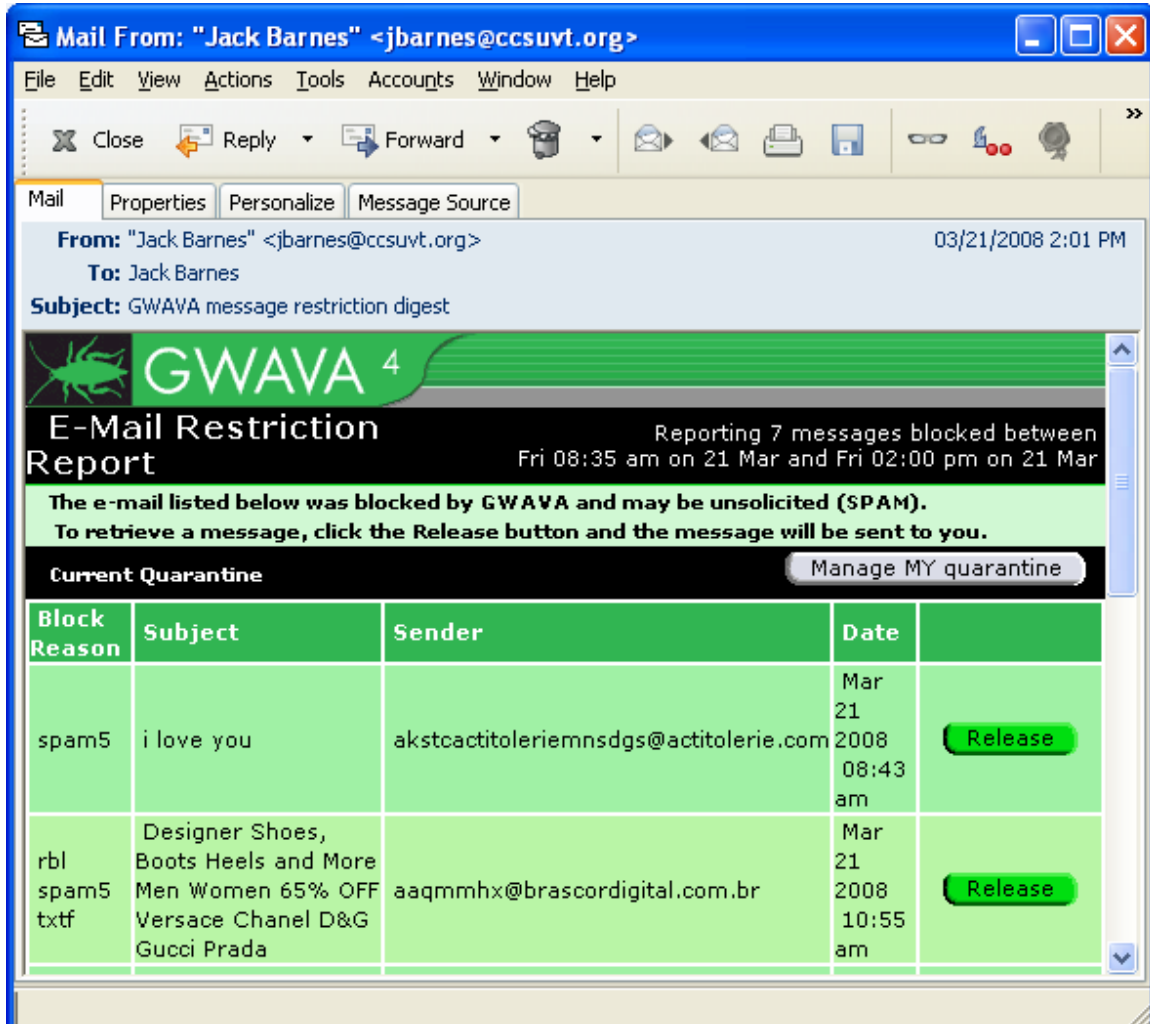 Mail From: "Jack Barnes" <jbarnes@ccsuvt.org>
File Edit View Actions Tools Accounts Window Help
Close Reply Forward »
Mail Properties Personalize Message Source
From: "Jack Barnes" <jbarnes@ccsuvt.org> 03/21/2008 2:01 PM
To: Jack Barnes
Subject: GWAVA message restriction digest
GWAVA 4
E-Mail Restriction
Report
Reporting 7 messages blocked between
Fri 08:35 am on 21 Mar and Fri 02:00 pm on 21 Mar
The e-mail listed below was blocked by GWAVA and may be unsolicited (SPAM).
To retrieve a message, click the Release button and the message will be sent to you.
Current Quarantine Manage MY quarantine
Block
Reason
Subject
Sender
Date
spam5
i love you
akstcactitoleriemnsdgs@actitolerie.com
Mar
21
2008
08:43
am
Release
rbl
spam5
txtf
Designer Shoes,
Boots Heels and More
Men Women 65% OFF
Versace Chanel D&G
Gucci Prada
aaqmmhx@brascordigital.com.br
Mar
21
2008
10:55
am
Release